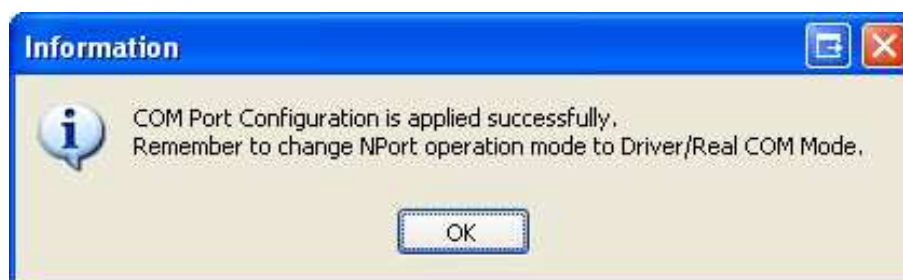 Information
COM Port Configuration is applied successfully.
Remember to change NPort operation mode to Driver/Real COM Mode.
OK